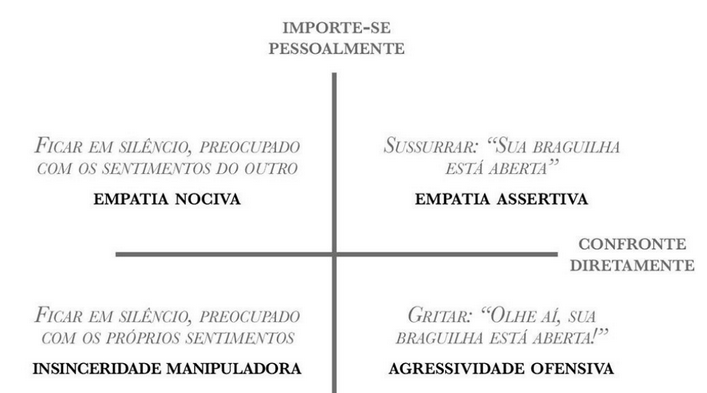 IMPORTE-SE
PESSOALMENTE
FICAR EM SILÊNCIO, PREOCUPADO
COM OS SENTIMENTOS DO OUTRO
EMPATIA NOCIVA
SUSSURRAR: “SUA BRAGUILHA
ESTÁ ABERTA”
EMPATIA ASSERTIVA
CONFRONTE
DIRETAMENTE
FICAR EM SILÊNCIO, PREOCUPADO
COM OS PRÓPRIOS SENTIMENTOS
INSINCERIDADE MANIPULADORA
GRITAR: “OLHE AÍ, SUA
BRAGUILHA ESTÁ ABERTA!”
AGRESSIVIDADE OFENSIVA